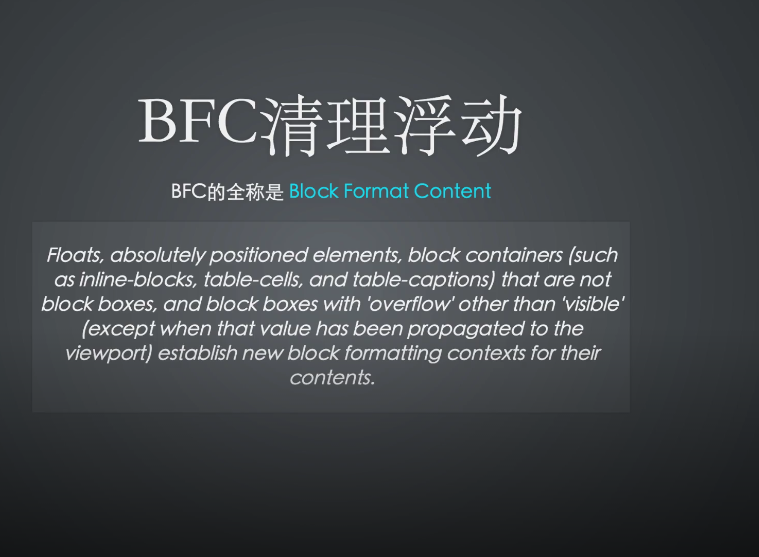 BFC清理浮动
BFC的全称是 Block Format Content
Floats, absolutely positioned elements, block containers (such
as inline-blocks, table-cells, and table-captions) that are not
block boxes, and block boxes with 'overflow' other than 'visible'
(except when that value has been propagated to the
viewport) establish new block formatting contexts for their
contents.